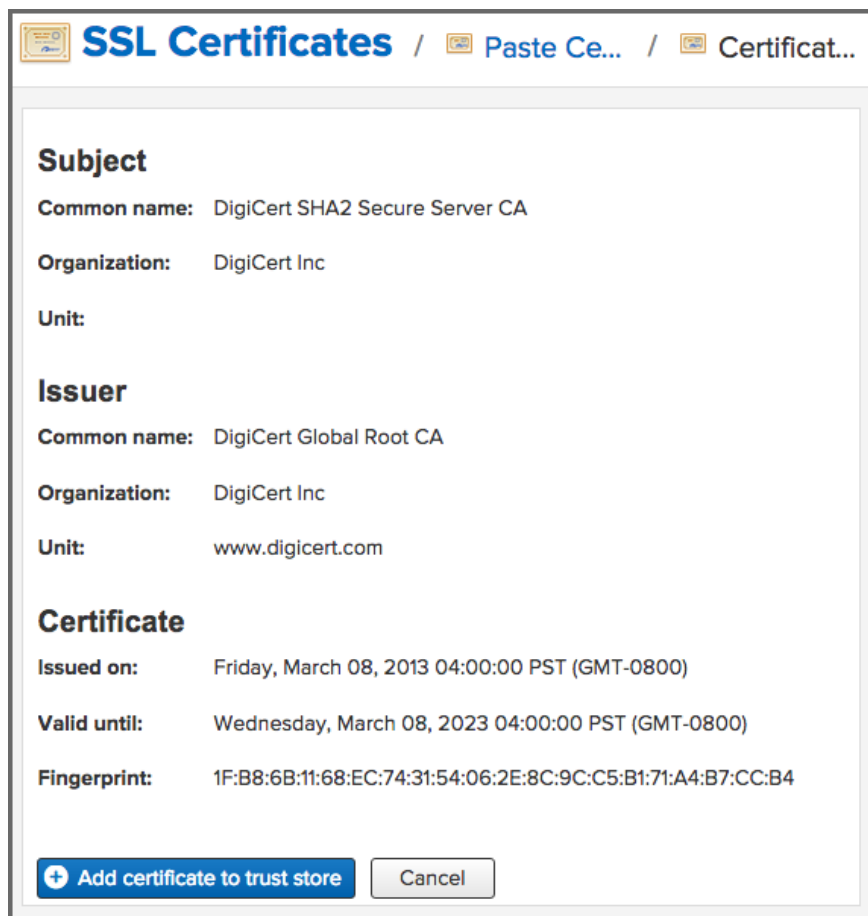 SSL Certificates / Paste Ce... / Certificat...
Subject
Common name: DigiCert SHA2 Secure Server CA
Organization: DigiCert Inc
Unit:
Issuer
Common name: DigiCert Global Root CA
Organization: DigiCert Inc
Unit: www.digicert.com
Certificate
Issued on: Friday, March 08, 2013 04:00:00 PST (GMT-0800)
Valid until: Wednesday, March 08, 2023 04:00:00 PST (GMT-0800)
Fingerprint: 1F:B8:6B:11:68:EC:74:31:54:06:2E:8C:9C:C5:B1:71:A4:B7:CC:B4
Add certificate to trust store Cancel